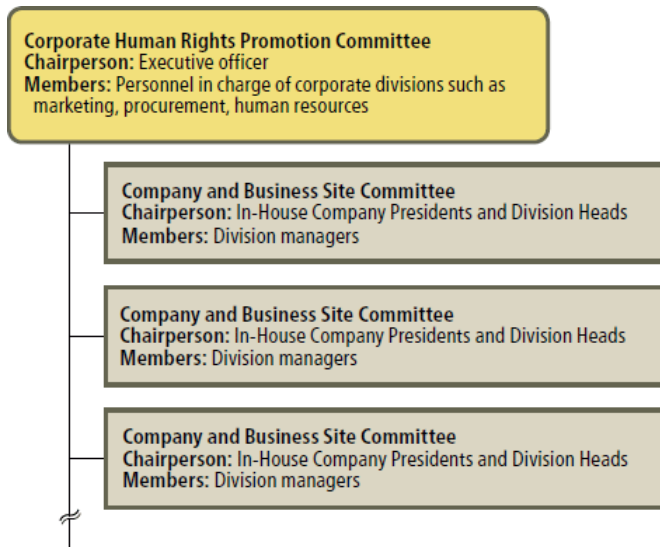 Corporate Human Rights Promotion Committee
Chairperson: Executive officer
Members: Personnel in charge of corporate divisions such as
marketing, procurement, human resources
Company and Business Site Committee
Chairperson: In-House Company Presidents and Division Heads
Members: Division managers
Company and Business Site Committee
Chairperson: In-House Company Presidents and Division Heads
Members: Division managers
Company and Business Site Committee
Chairperson: In-House Company Presidents and Division Heads
Members: Division managers